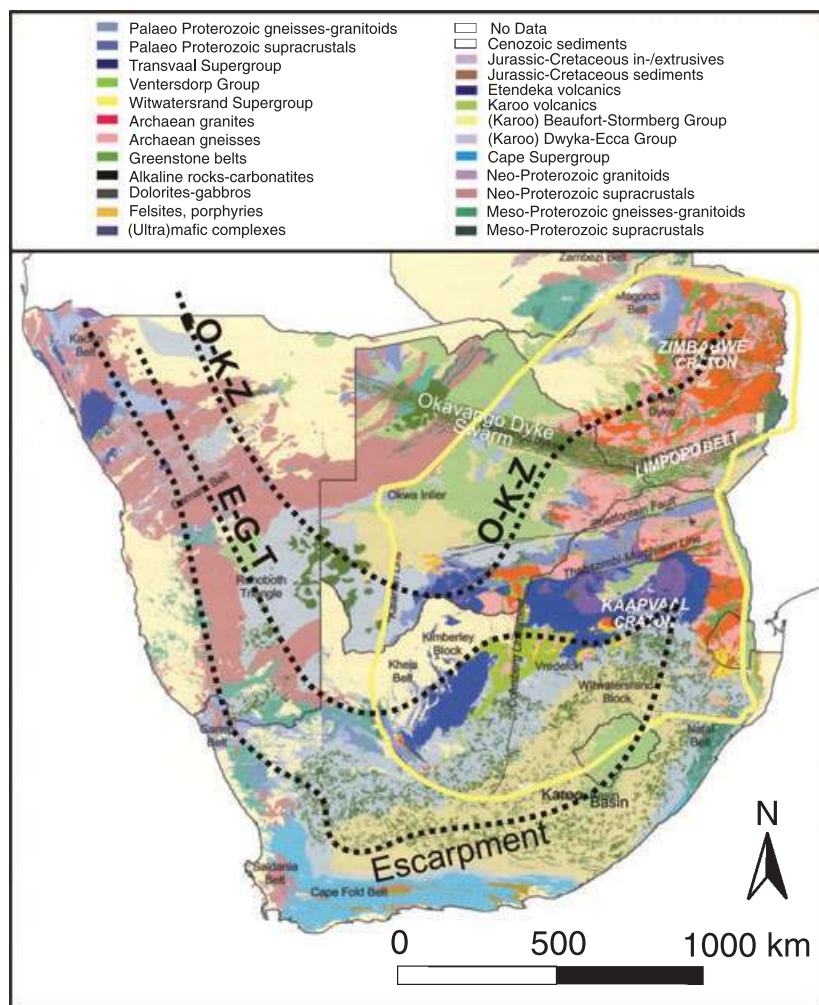 Palaeo Proterozoic gneisses-granitoids
Palaeo Proterozoic supracrustals
Transvaal Supergroup
Ventersdorp Group
Witwatersrand Supergroup
Archaean granites
Archaean gneisses
Greenstone belts
Alkaline rocks-carbonatites
Dolorites-gabbros
Felsites, porphyries
(Ultra)mafic complexes
No Data
Cenozoic sediments
Jurassic-Cretaceous in-/extrusives
Jurassic-Cretaceous sediments
Etendeka volcanics
Karoo volcanics
(Karoo) Beaufort-Stormberg Group
(Karoo) Dwyka-Ecca Group
Cape Supergroup
Neo-Proterozoic granitoids
Neo-Proterozoic supracrustals
Meso-Proterozoic gneisses-granitoids
Meso-Proterozoic supracrustals
Zambezi Belt
Magondi
Belt
Kaoko
Belt
O-K-Z
ZIMBABWE
CRATON
Dyke
Okavango Dyke
Swarm
LIMPOPO BELT
Damara Belt
Okwa Inlier
O-K-Z
E-G-T
Rehoboth
Triangle
Thabazimbi-Murchison Line
KAAPVAAL
CRATON
Kimberley
Block
Kheis
Belt
Vredefort
Witwatersrand
Block
Natal
Belt
Karoo Basin
Escarpment
Saldania
Belt
Cape Fold Belt
N
0 500 1000 km